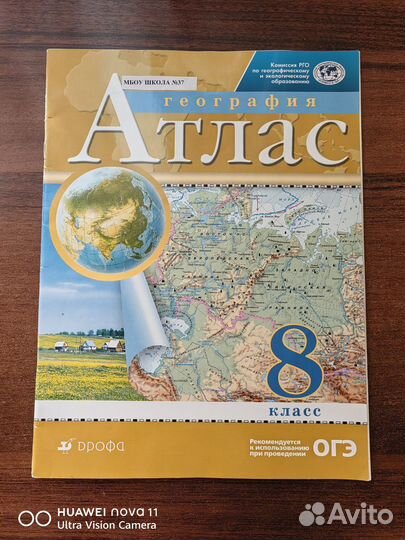 Комиссия РГО
по географическому
и экологическому
образованию
МБОУ ШКОЛА №37
география
Атлас
8
класс
дрофа
Рекомендуется
к использованию
при проведении
ОГЭ
HUAWEI nova 11
Ultra Vision Camera
Avito